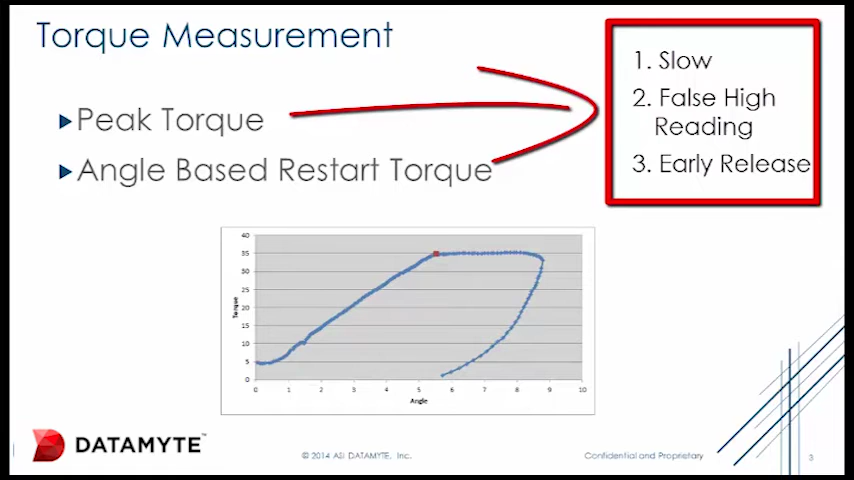 Torque Measurement
Peak Torque
Angle Based Restart Torque
1. Slow
2. False High
Reading
3. Early Release
40
35
30
25
20
15
10
5
0
Torque
0 1 2 3 4 5 6 7 8 9 10
Angle
DATAMYTE™
© 2014 ASI DATAMYTE, Inc.
Confidential and Proprietary
3